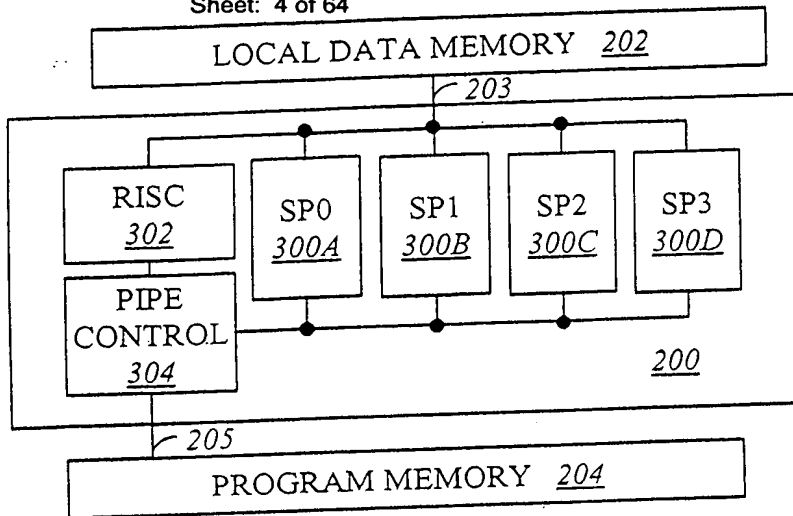 Sheet: 4 of 64
LOCAL DATA MEMORY 202
203
RISC
302
SP0
300A
SP1
300B
SP2
300C
SP3
300D
PIPE
CONTROL
304
200
205
PROGRAM MEMORY 204